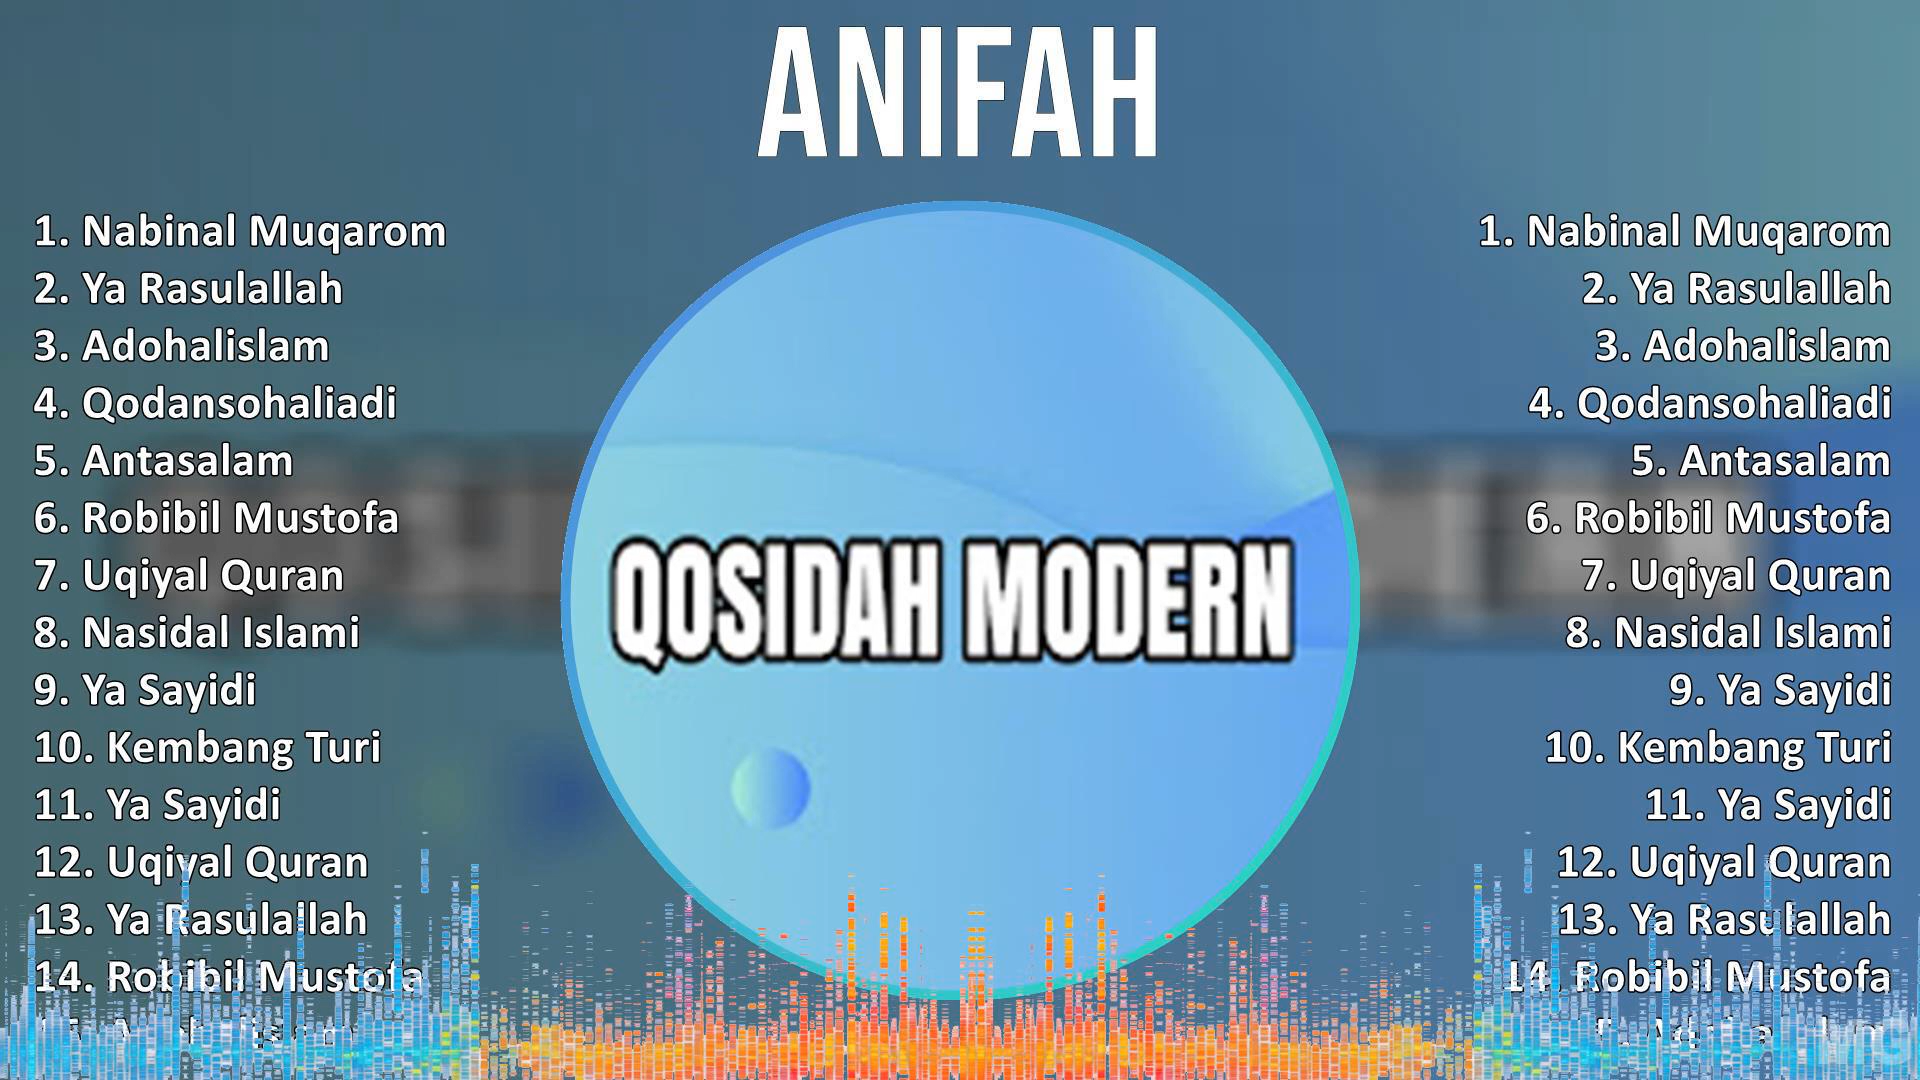 ANIFAH
1. Nabinal Muqarom
2. Ya Rasulallah
3. Adohalislam
4. Qodansohaliadi
5. Antasalam
6. Robibil Mustofa
7. Uqiyal Quran
8. Nasidal Islami
9. Ya Sayidi
10. Kembang Turi
11. Ya Sayidi
12. Uqiyal Quran
13. Ya Rasulallah
14. Robibil Mustofa
QOSIDAH MODERN
1. Nabinal Muqarom
2. Ya Rasulallah
3. Adohalislam
4. Qodansohaliadi
5. Antasalam
6. Robibil Mustofa
7. Uqiyal Quran
8. Nasidal Islami
9. Ya Sayidi
10. Kembang Turi
11. Ya Sayidi
12. Uqiyal Quran
13. Ya Rasulallah
14. Robibil Mustofa